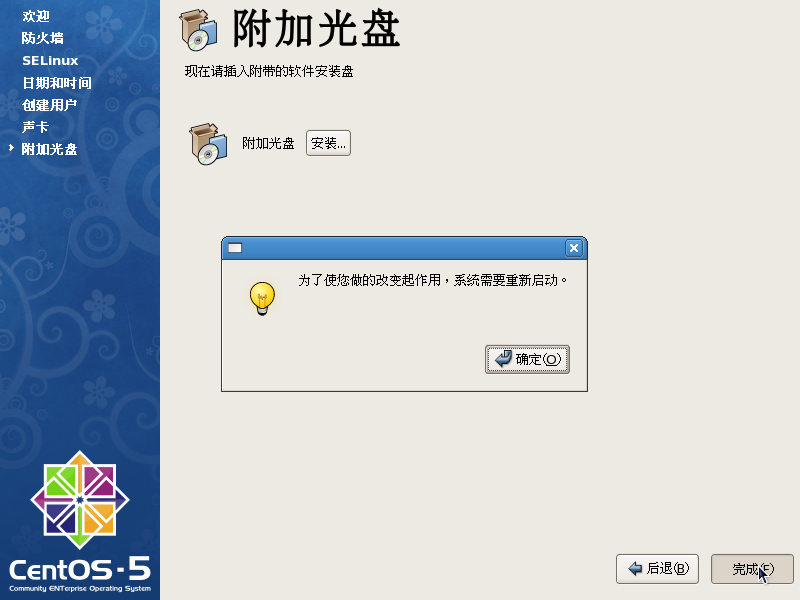 欢迎
防火墙
SELinux
日期和时间
创建用户
声卡
附加光盘
附加光盘
现在请插入附带的软件安装盘
附加光盘 安装...
为了使您做的改变起作用，系统需要重新启动。
确定(O)
CentOS-5
Community ENTerprise Operating System
后退(B) 完成(F)